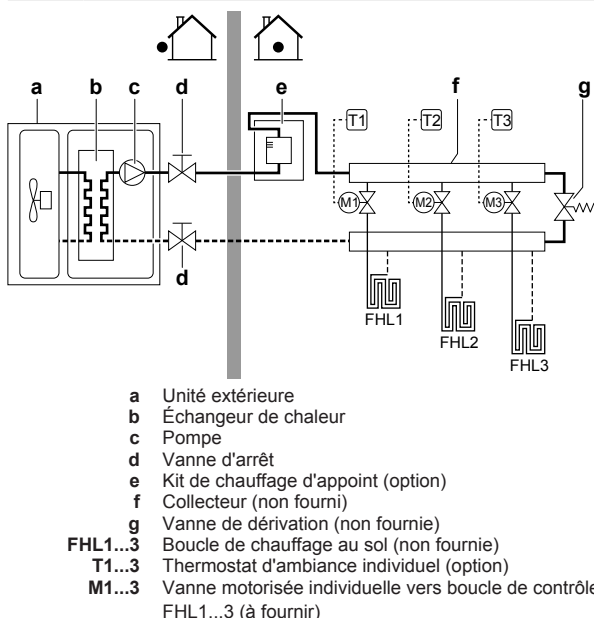 a b c d e f g
T1 T2 T3
M1 M2 M3
d
FHL1
FHL2
FHL3
a Unité extérieure
b Échangeur de chaleur
c Pompe
d Vanne d'arrêt
e Kit de chauffage d'appoint (option)
f Collecteur (non fourni)
g Vanne de dérivation (non fournie)
FHL1...3 Boucle de chauffage au sol (non fournie)
T1...3 Thermostat d'ambiance individuel (option)
M1...3 Vanne motorisée individuelle vers boucle de contrôle
FHL1...3 (à fournir)